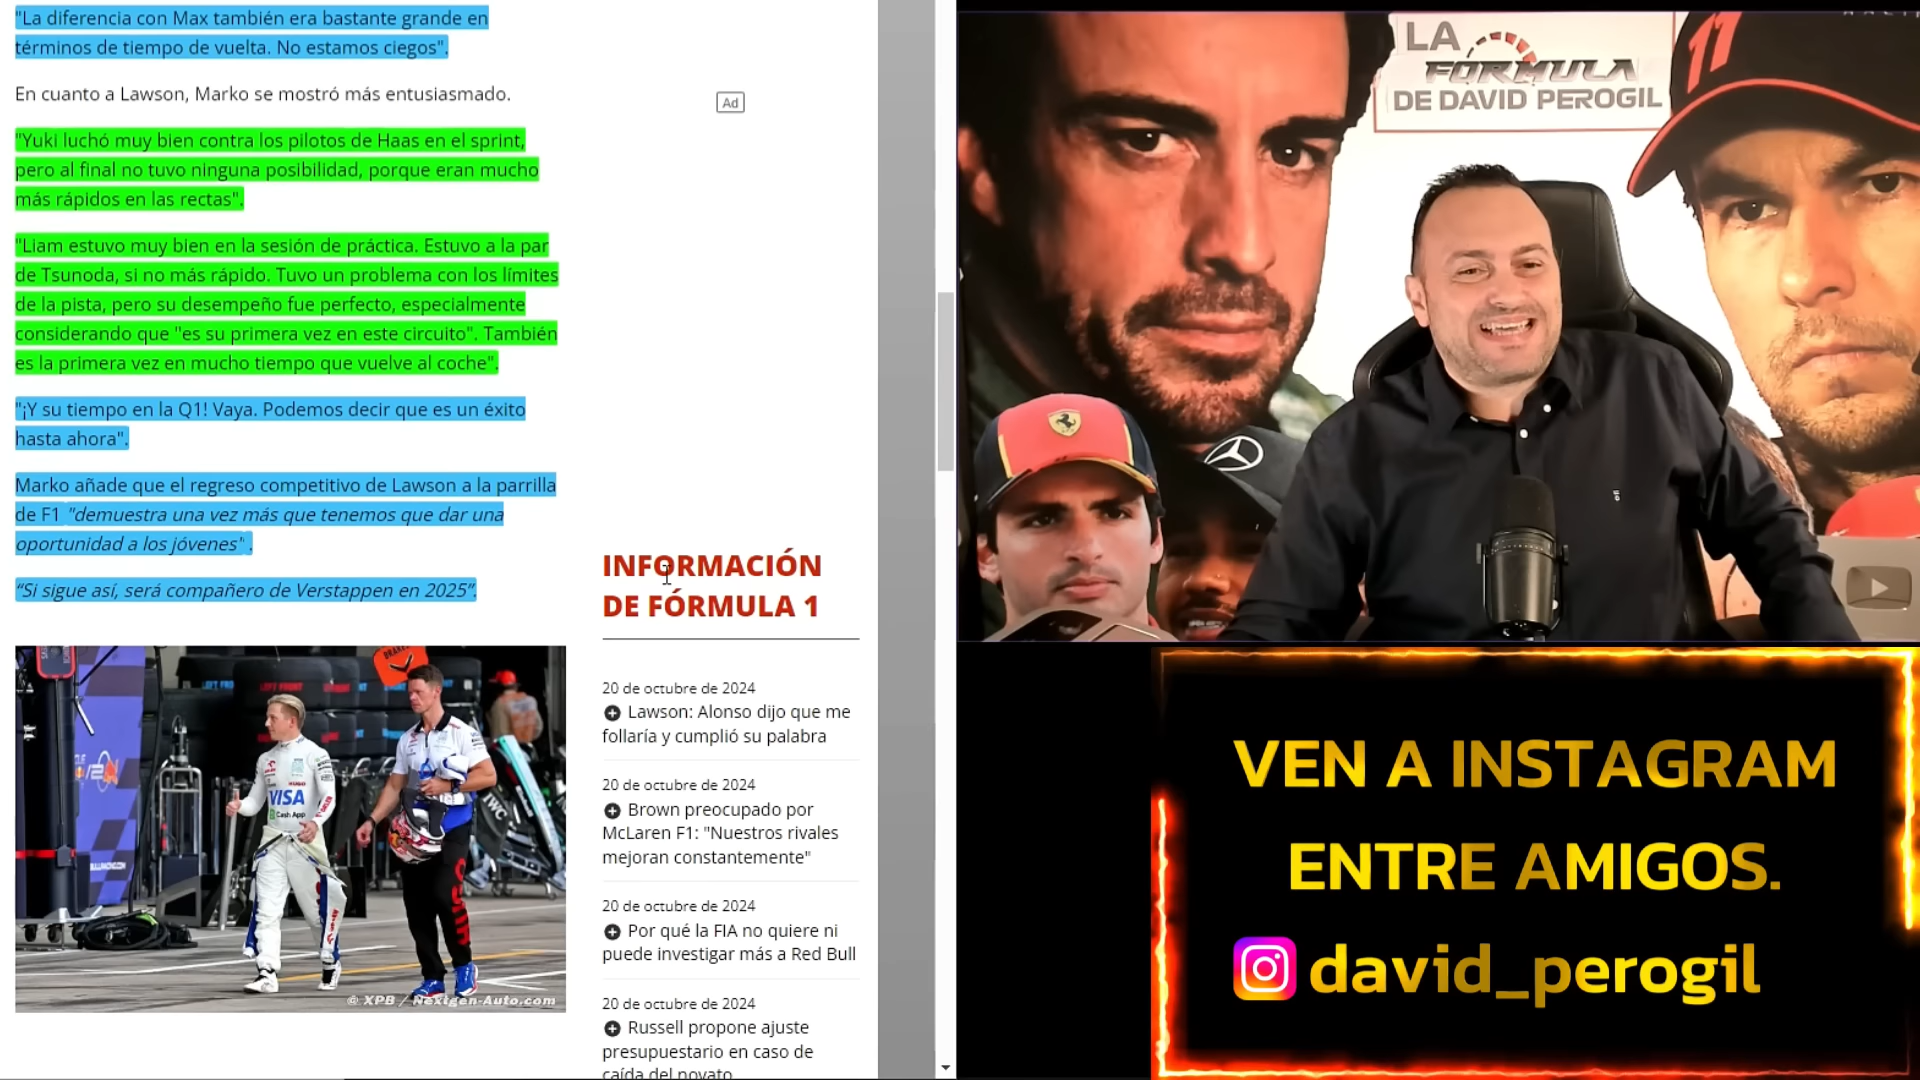 "La diferencia con Max también era bastante grande en
términos de tiempo de vuelta. No estamos ciegos".
En cuanto a Lawson, Marko se mostró más entusiasmado.
"Yuki luchó muy bien contra los pilotos de Haas en el sprint,
pero al final no tuvo ninguna posibilidad, porque eran mucho
más rápidos en las rectas".
"Liam estuvo muy bien en la sesión de práctica. Estuvo a la par
de Tsunoda, si no más rápido. Tuvo un problema con los límites
de la pista, pero su desempeño fue perfecto, especialmente
considerando que "es su primera vez en este circuito". También
es la primera vez en mucho tiempo que vuelve al coche”.
"¡Y su tiempo en la Q1! Vaya. Podemos decir que es un éxito
hasta ahora".
Marko añade que el regreso competitivo de Lawson a la parrilla
de F1 "demuestra una vez más que tenemos que dar una
oportunidad a los jóvenes" .
“Si sigue así, será compañero de Verstappen en 2025”.
VISA
Cash App
© XPB / Nextgen-Auto.com
Ad
INFORMACIÓN
DE FÓRMULA 1
20 de octubre de 2024
Lawson: Alonso dijo que me
follaría y cumplió su palabra
20 de octubre de 2024
Brown preocupado por
McLaren F1: "Nuestros rivales
mejoran constantemente"
20 de octubre de 2024
Por qué la FIA no quiere ni
puede investigar más a Red Bull
20 de octubre de 2024
Russell propone ajuste
presupuestario en caso de
caída del novato
LA
FÓRMULA
DE DAVID PEROGIL
11
VEN A INSTAGRAM
ENTRE AMIGOS.
david_perogil